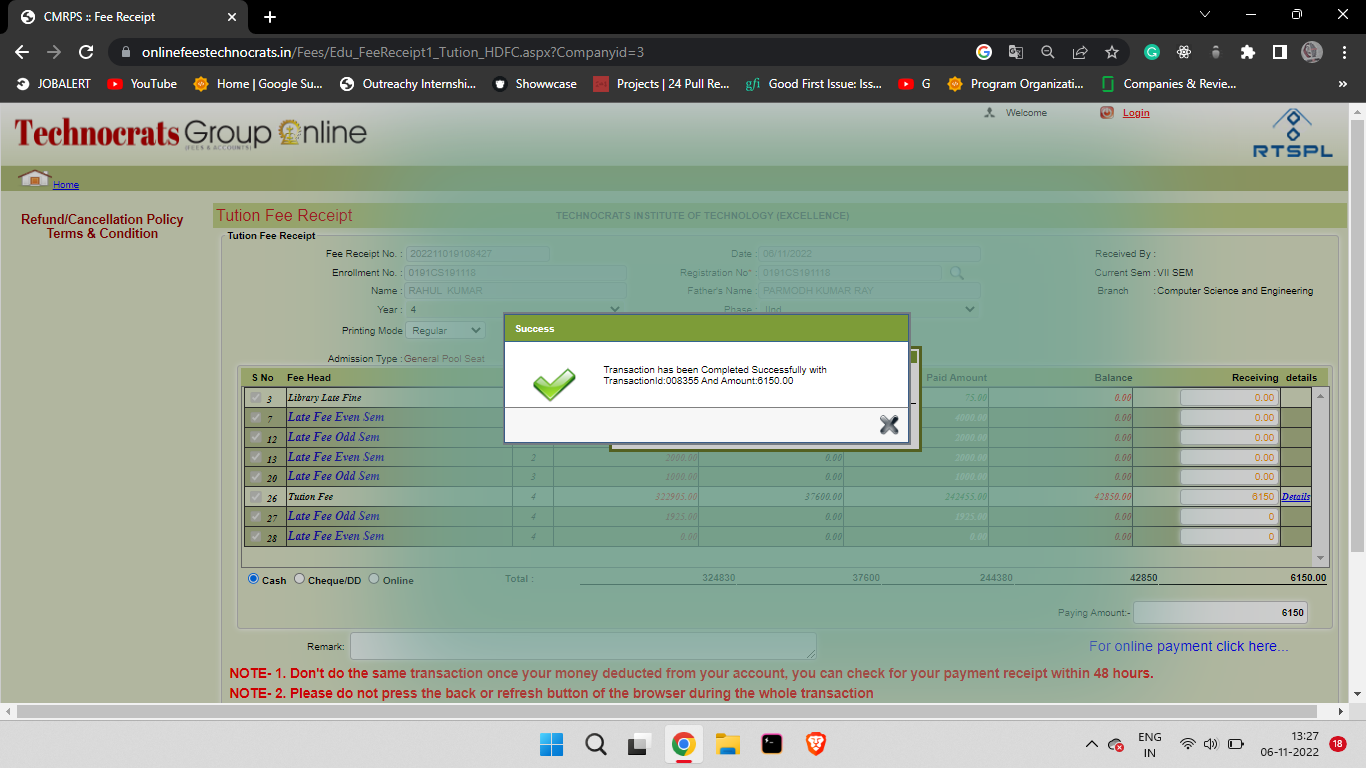 CMRPS :: Fee Receipt
onlinefeestechnocrats.in/Fees/Edu_FeeReceipt1_Tution_HDFC.aspx?Companyid=3
JOBALERT YouTube Home | Google Su... Outreachy Internshi... Showwcase Projects | 24 Pull Re... gfi Good First Issue: Iss... G Program Organizati... Companies & Revie... »
Technocrats Group Online
(FEES & ACCOUNTS)
Welcome Login
RTSPL
Home
Refund/Cancellation Policy
Terms & Condition
Tution Fee Receipt TECHNOCRATS INSTITUTE OF TECHNOLOGY (EXCELLENCE)
Tution Fee Receipt
Fee Receipt No. : 202211019108427 Date : 06/11/2022 Received By :
Enrollment No. : 0191CS191118 Registration No* : 0191CS191118 Current Sem : VII SEM
Name : RAHUL KUMAR Father's Name : PARMODH KUMAR RAY Branch : Computer Science and Engineering
Year : 4 Phase : IInd
Printing Mode Regular
Admission Type : General Pool Seat
Success
Transaction has been Completed Successfully with
TransactionId:008355 And Amount:6150.00
S No Fee Head Paid Amount Balance Receiving details
3 Library Late Fine 75.00 0.00 0.00
7 Late Fee Even Sem 4000.00 0.00 0.00
12 Late Fee Odd Sem 2000.00 0.00 0.00
13 Late Fee Even Sem 2 2000.00 0.00 2000.00 0.00 0.00
20 Late Fee Odd Sem 3 1000.00 0.00 1000.00 0.00 0.00
26 Tution Fee 4 322905.00 37600.00 242455.00 42850.00 6150 Details
27 Late Fee Odd Sem 4 1925.00 0.00 1925.00 0.00 0
28 Late Fee Even Sem 4 0.00 0.00 0.00 0.00 0
Cash Cheque/DD Online Total : 324830 37600 244380 42850 6150.00
Paying Amount:- 6150
Remark: For online payment click here...
NOTE- 1. Don't do the same transaction once your money deducted from your account, you can check for your payment receipt within 48 hours.
NOTE- 2. Please do not press the back or refresh button of the browser during the whole transaction
ENG 13:27
IN 06-11-2022 18